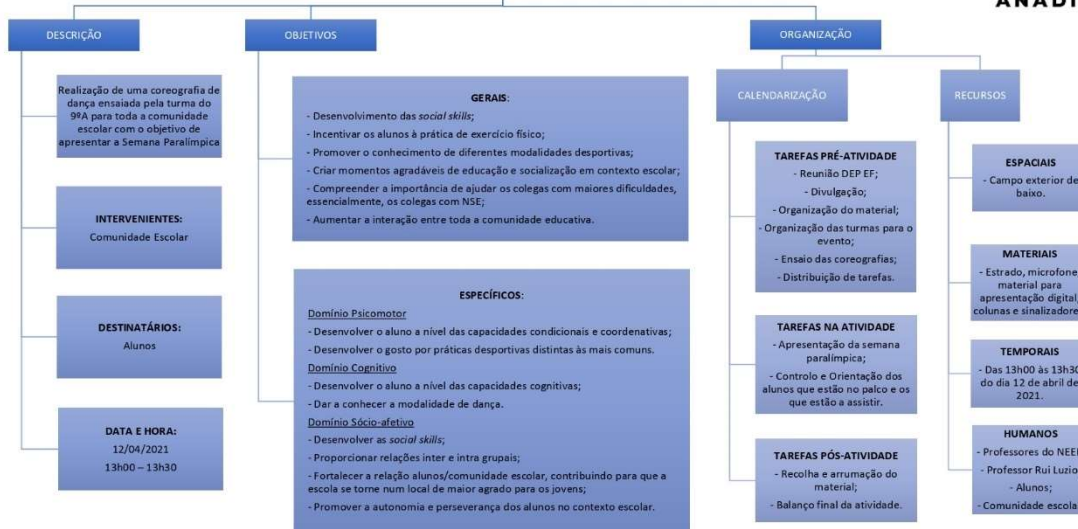 ANADI
DESCRIÇÃO
OBJETIVOS
ORGANIZAÇÃO
Realização de uma coreografia de
dança ensaiada pela turma do
9ºA para toda a comunidade
escolar com o objetivo de
apresentar a Semana Paralímpica
INTERVENIENTES:
Comunidade Escolar
DESTINATÁRIOS:
Alunos
DATA E HORA:
12/04/2021
13h00 – 13h30
GERAIS:
- Desenvolvimento das social skills;
- Incentivar os alunos à prática de exercício físico;
- Promover o conhecimento de diferentes modalidades desportivas;
- Criar momentos agradáveis de educação e socialização em contexto escolar;
- Compreender a importância de ajudar os colegas com maiores dificuldades,
essencialmente, os colegas com NSE;
- Aumentar a interação entre toda a comunidade educativa.
ESPECÍFICOS:
Domínio Psicomotor
- Desenvolver o aluno a nível das capacidades condicionais e coordenativas;
- Desenvolver o gosto por práticas desportivas distintas às mais comuns.
Domínio Cognitivo
- Desenvolver o aluno a nível das capacidades cognitivas;
- Dar a conhecer a modalidade de dança.
Domínio Sócio-afetivo
- Desenvolver as social skills;
- Proporcionar relações inter e intra grupais;
- Fortalecer a relação alunos/comunidade escolar, contribuindo para que a
escola se torne num local de maior agrado para os jovens;
- Promover a autonomia e perseverança dos alunos no contexto escolar.
CALENDARIZAÇÃO
TAREFAS PRÉ-ATIVIDADE
- Reunião DEP EF;
- Divulgação;
- Organização do material;
- Organização das turmas para o
evento;
- Ensaio das coreografias;
- Distribuição de tarefas.
TAREFAS NA ATIVIDADE
- Apresentação da semana
paralímpica;
- Controlo e Orientação dos
alunos que estão no palco e os
que estão a assistir.
TAREFAS PÓS-ATIVIDADE
- Recolha e arrumação do
material;
- Balanço final da atividade.
RECURSOS
ESPACIAIS
- Campo exterior de
baixo.
MATERIAIS
- Estrado, microfone
material para
apresentação digital,
colunas e sinalizadore
TEMPORAIS
- Das 13h00 às 13h30
do dia 12 de abril de
2021.
HUMANOS
- Professores do NEE
- Professor Rui Luzio
- Alunos;
- Comunidade escola